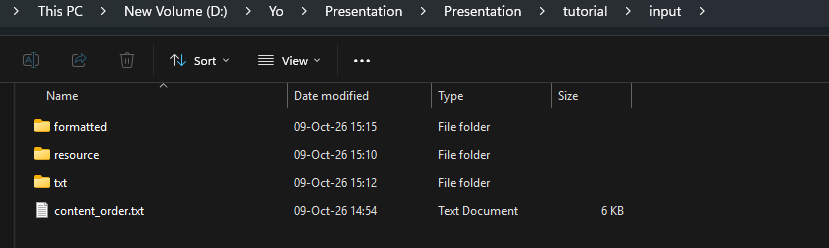 This PC > New Volume (D:) > Yo > Presentation > Presentation > tutorial > input >
Sort View ...
Name Date modified Type Size
formatted 09-Oct-26 15:15 File folder
resource 09-Oct-26 15:10 File folder
txt 09-Oct-26 15:12 File folder
content_order.txt 09-Oct-26 14:54 Text Document 6 KB